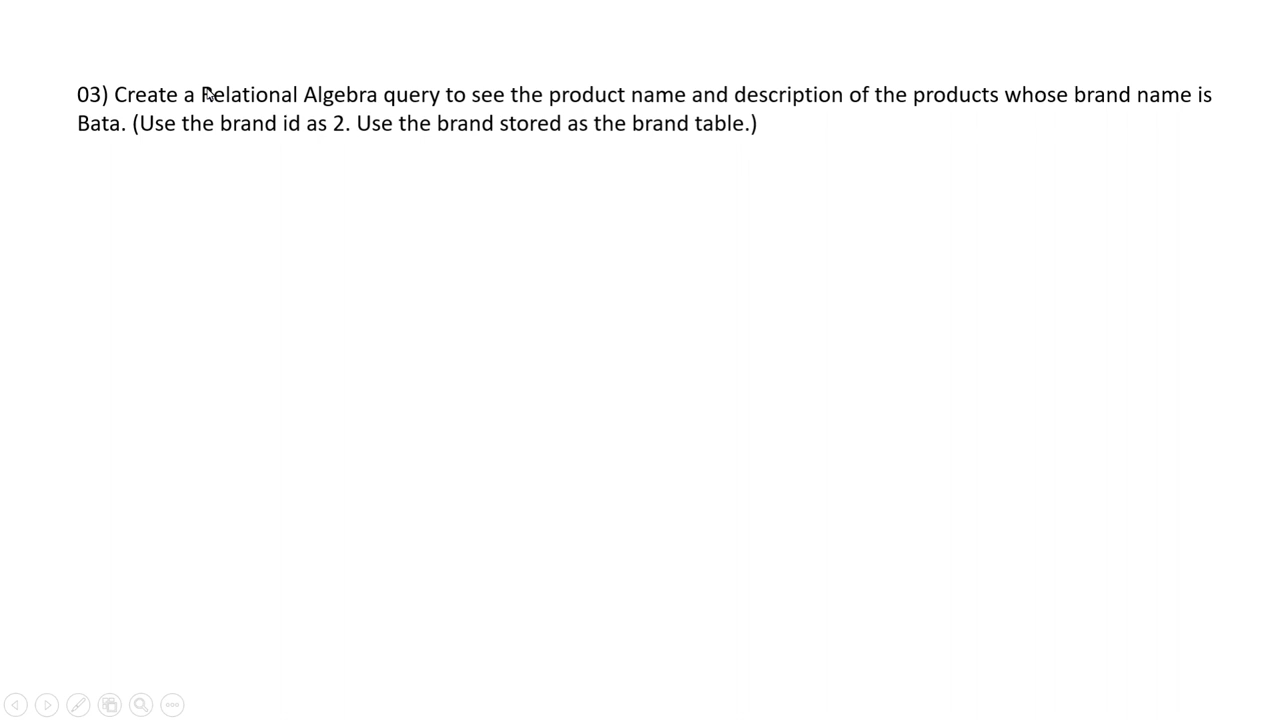 03) Create a Relational Algebra query to see the product name and description of the products whose brand name is
Bata. (Use the brand id as 2. Use the brand stored as the brand table.)